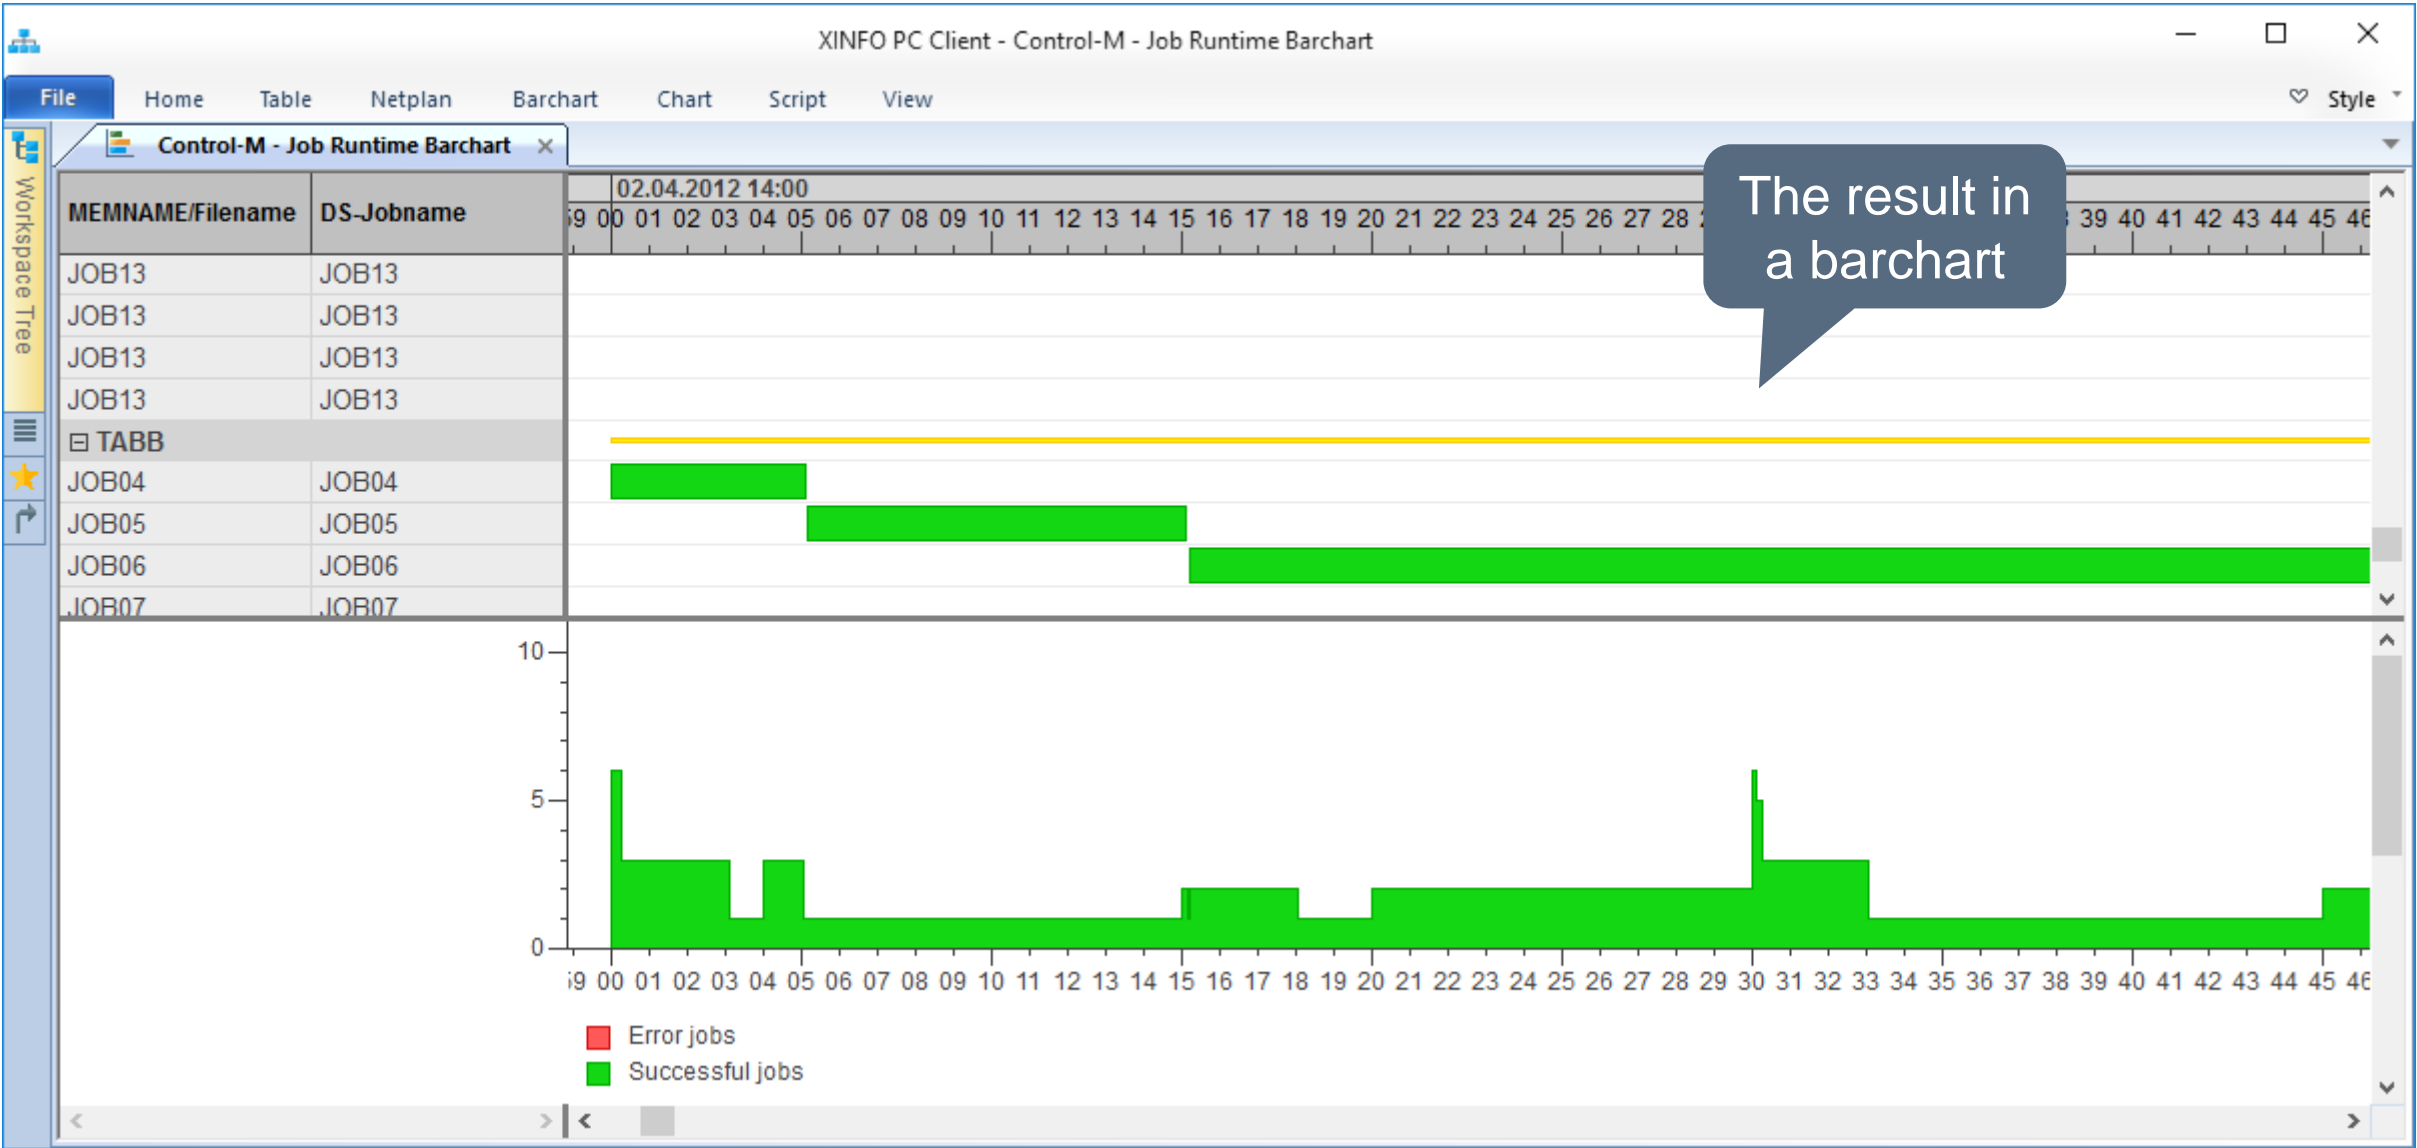 XINFO PC Client - Control-M - Job Runtime Barchart
File Home Table Netplan Barchart Chart Script View Style
Workspace Tree
Control-M - Job Runtime Barchart
The result in
a barchart
MEMNAME/Filename DS-Jobname
02.04.2012 14:00
00 01 02 03 04 05 06 07 08 09 10 11 12 13 14 15 16 17 18 19 20 21 22 23 24 25 26 27 28 39 40 41 42 43 44 45 46
JOB13 JOB13
JOB13 JOB13
JOB13 JOB13
JOB13 JOB13
TABB
JOB04 JOB04
JOB05 JOB05
JOB06 JOB06
JOB07 JOB07
10
5
0
59 00 01 02 03 04 05 06 07 08 09 10 11 12 13 14 15 16 17 18 19 20 21 22 23 24 25 26 27 28 29 30 31 32 33 34 35 36 37 38 39 40 41 42 43 44 45 46
Error jobs
Successful jobs